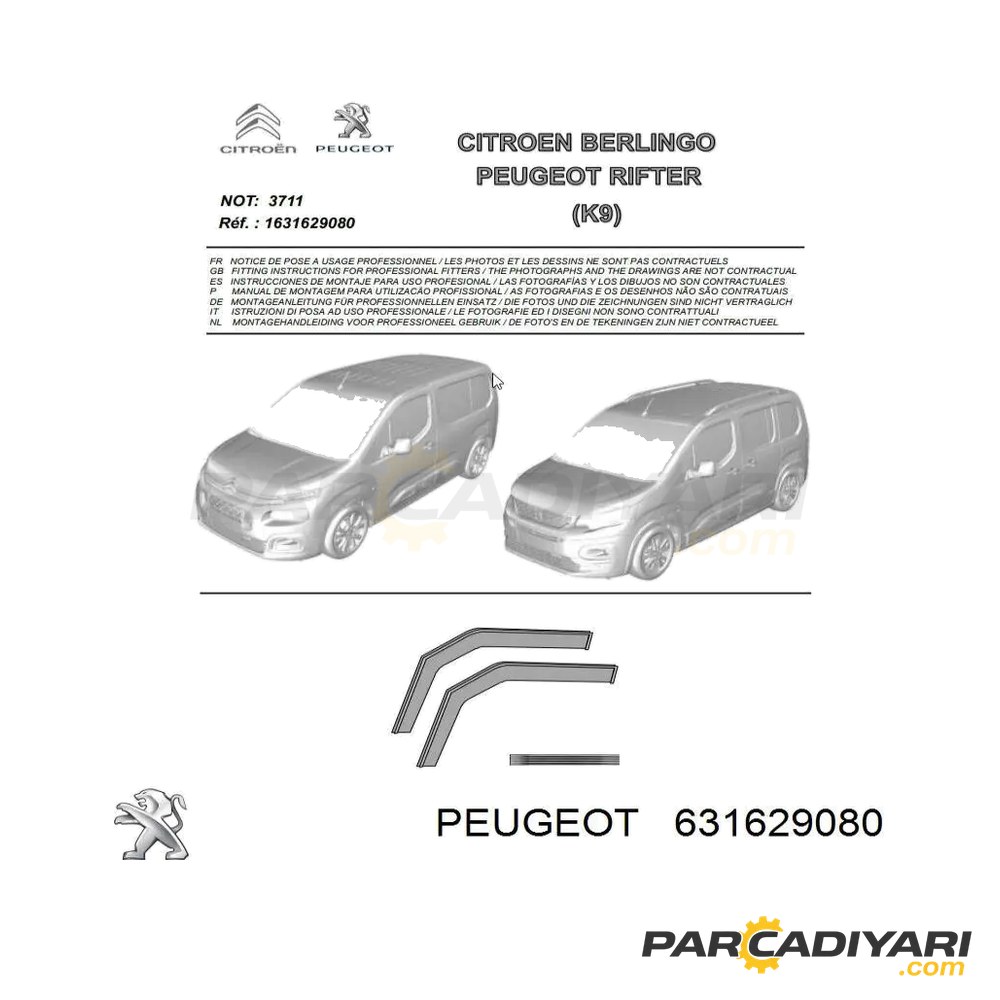 CITROËN
PEUGEOT
CITROEN BERLINGO
PEUGEOT RIFTER
(K9)
NOT: 3711
Réf. : 1631629080
FR NOTICE DE POSE A USAGE PROFESSIONNEL / LES PHOTOS ET LES DESSINS NE SONT PAS CONTRACTUELS
GB FITTING INSTRUCTIONS FOR PROFESSIONAL FITTERS / THE PHOTOGRAPHS AND THE DRAWINGS ARE NOT CONTRACTUAL
ES INSTRUCCIONES DE MONTAJE PARA USO PROFESIONAL / LAS FOTOGRAFÍAS Y LOS DIBUJOS NO SON CONTRACTUALES
P MANUAL DE MONTAGEM PARA UTILIZACÃO PROFISSIONAL / AS FOTOGRAFIAS E OS DESENHOS NÃO SÃO CONTRATUAIS
DE MONTAGEANLEITUNG FÜR PROFESSIONNELLEN EINSATZ / DIE FOTOS UND DIE ZEICHNUNGEN SIND NICHT VERTRAGLICH
IT ISTRUZIONI DI POSA AD USO PROFESSIONALE / LE FOTOGRAFIE ED I DISEGNI NON SONO CONTRATTUALI
NL MONTAGEHANDLEIDING VOOR PROFESSIONEEL GEBRUIK / DE FOTO'S EN DE TEKENINGEN ZIJN NIET CONTRACTUEEL
PARCADIYARI
.com
PEUGEOT 631629080
PARCADIYARI
.com